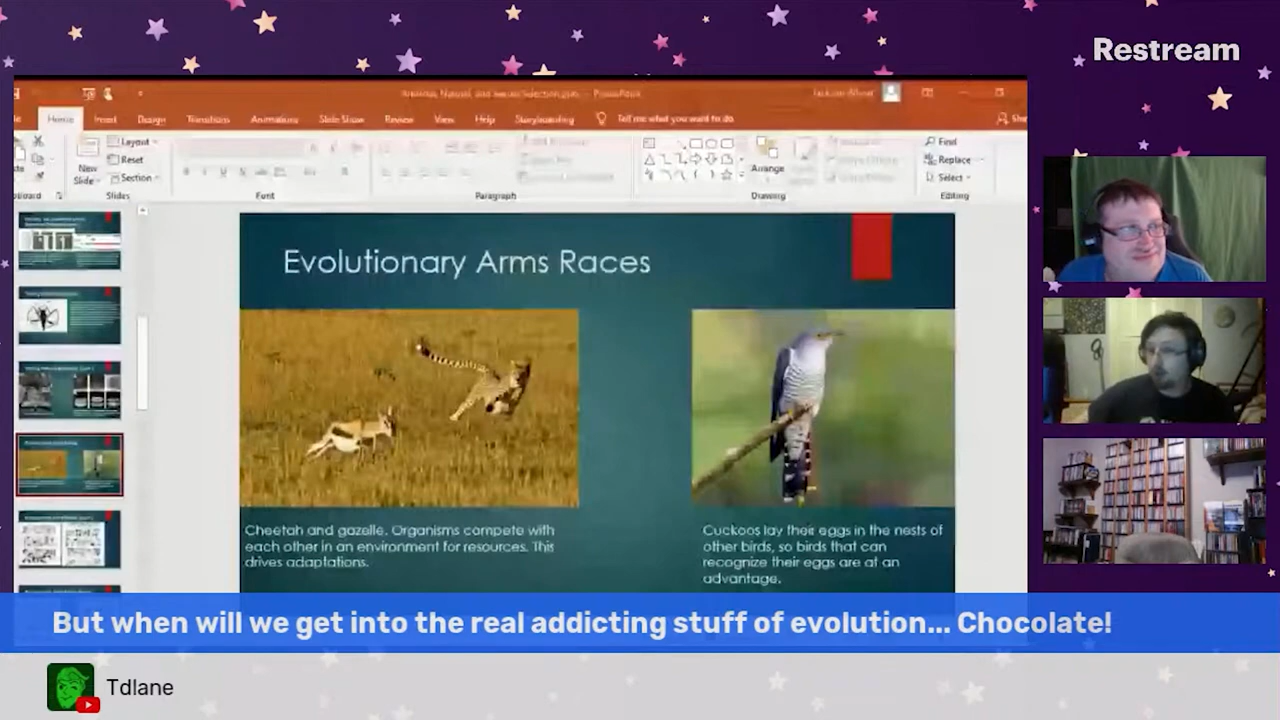 Restream
Home Insert Design Transitions Animations Slide Show Review View Help Storyboarding Tell me what you want to do
Layout
Find
New
Reset
Arrange
Replace
Slide
Section
Select
Slides Font Paragraph Drawing Editing
Evolutionary Arms Races
Cheetah and gazelle. Organisms compete with
each other in an environment for resources. This
drives adaptations.
Cuckoos lay their eggs in the nests of
other birds, so birds that can
recognize their eggs are at an
advantage.
But when will we get into the real addicting stuff of evolution... Chocolate!
Tdlane